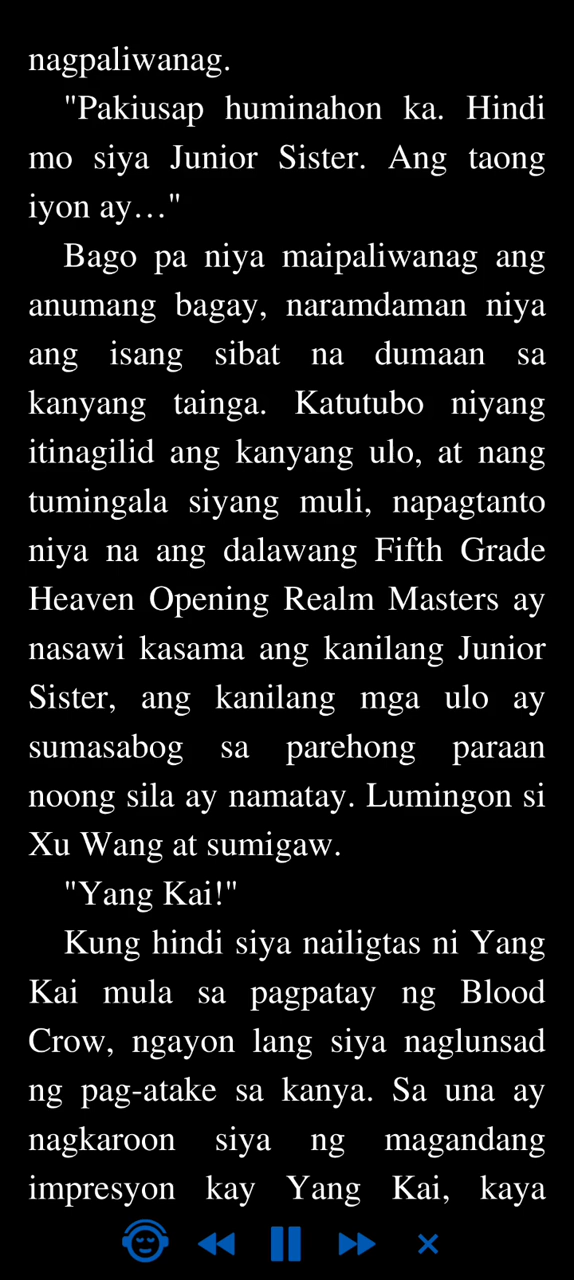 nagpaliwanag.
"Pakiusap huminahon ka. Hindi
mo siya Junior Sister. Ang taong
iyon ay…"
Bago pa niya maipaliwanag ang
anumang bagay, naramdaman niya
ang isang sibat na dumaan sa
kanyang tainga. Katutubo niyang
itinagilid ang kanyang ulo, at nang
tumingala siyang muli, napagtanto
niya na ang dalawang Fifth Grade
Heaven Opening Realm Masters ay
nasawi kasama ang kanilang Junior
Sister, ang kanilang mga ulo ay
sumasabog sa parehong paraan
noong sila ay namatay. Lumingon si
Xu Wang at sumigaw.
"Yang Kai!"
Kung hindi siya nailigtas ni Yang
Kai mula sa pagpatay ng Blood
Crow, ngayon lang siya naglunsad
ng pag-atake sa kanya. Sa una ay
nagkaroon siya ng magandang
impresyon kay Yang Kai, kaya